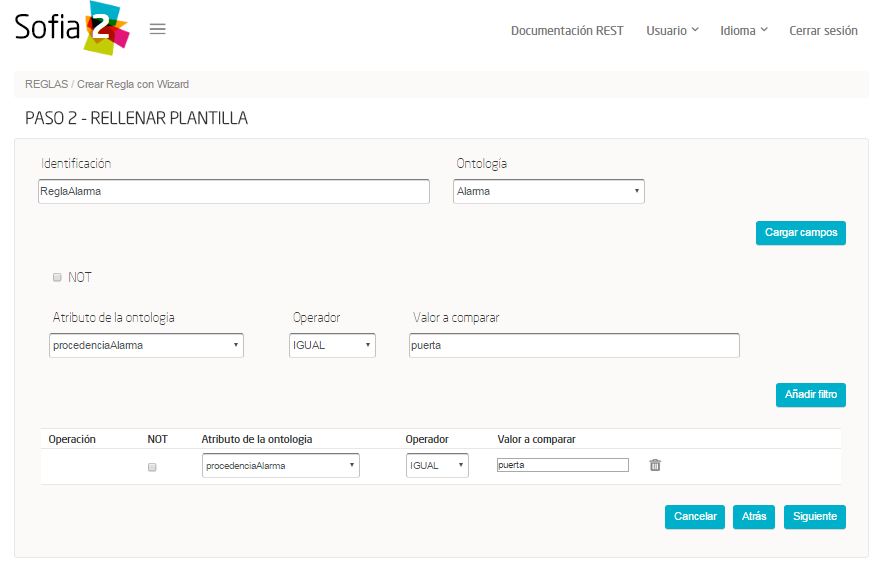 Sofia2
Documentación REST Usuario Idioma Cerrar sesión
REGLAS / Crear Regla con Wizard
PASO 2 - RELLENAR PLANTILLA
Identificación Ontología
ReglaAlarma Alarma
Cargar campos
NOT
Atributo de la ontologia Operador Valor a comparar
procedenciaAlarma IGUAL puerta
Añadir filtro
Operación NOT Atributo de la ontologia Operador Valor a comparar
procedenciaAlarma IGUAL puerta
Cancelar Atrás Siguiente